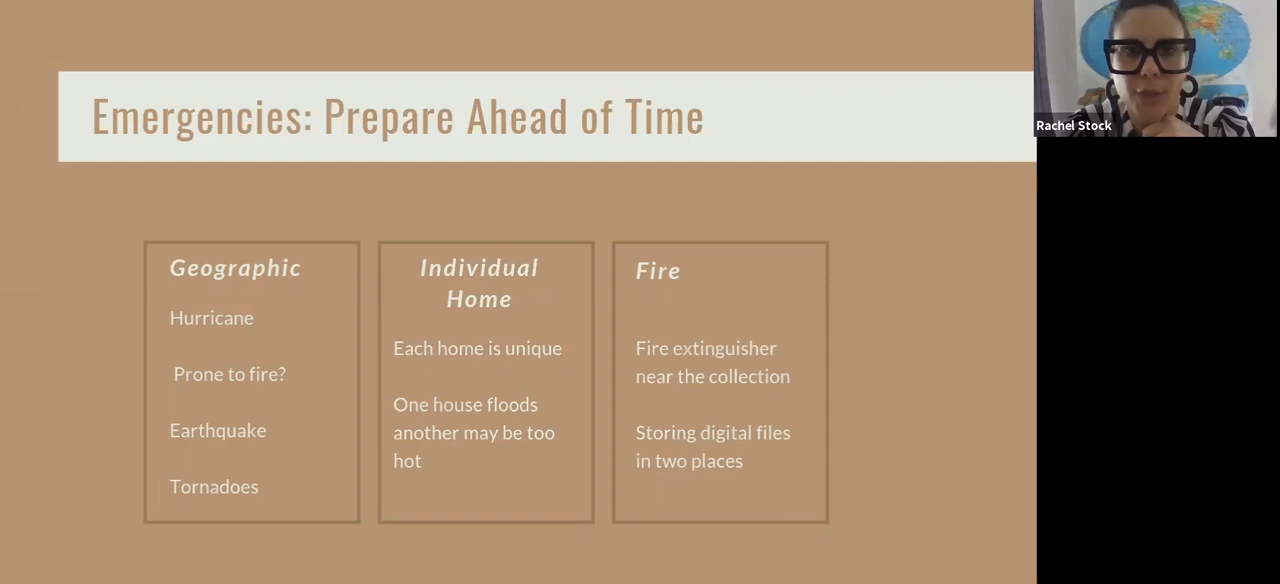 Emergencies: Prepare Ahead of Time
Rachel Stock
Geographic
Hurricane
Prone to fire?
Earthquake
Tornadoes
Individual
Home
Each home is unique
One house floods
another may be too
hot
Fire
Fire extinguisher
near the collection
Storing digital files
in two places